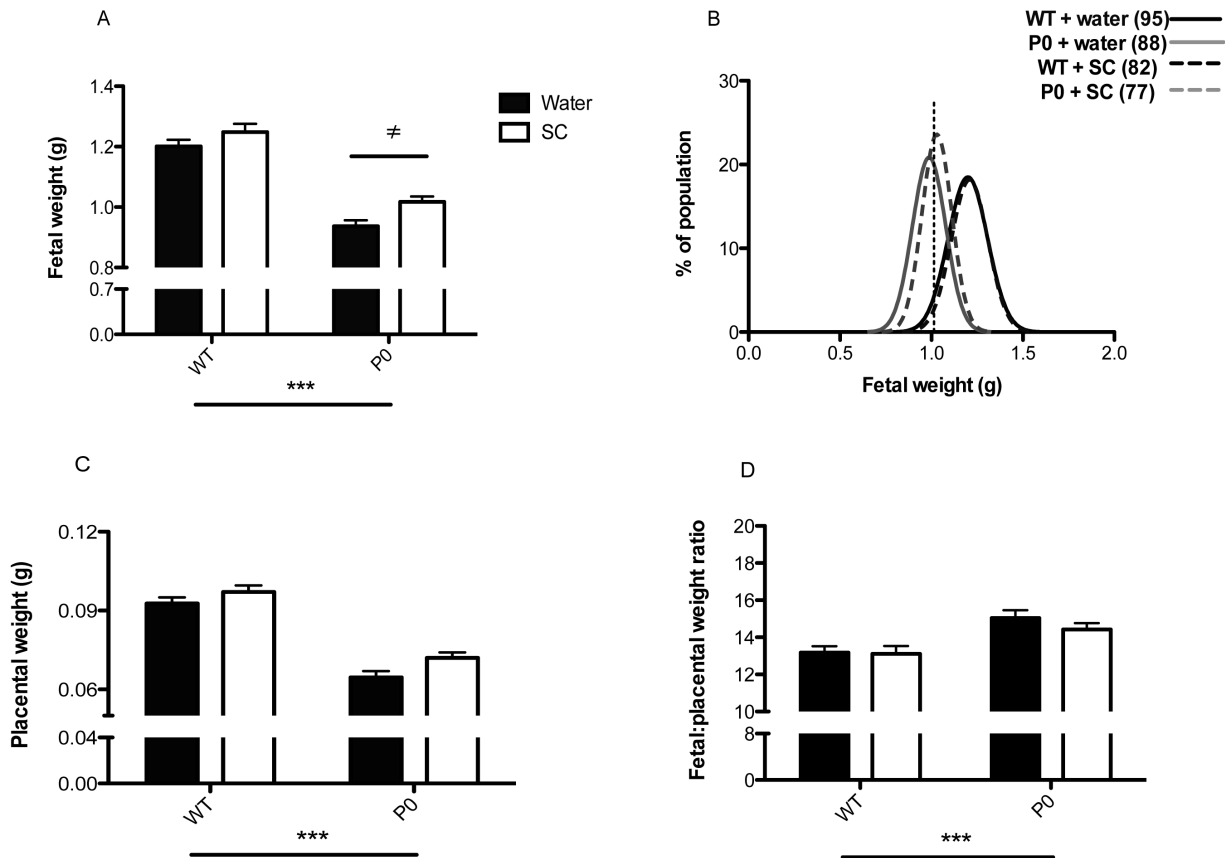 A
Fetal weight (g)
1.4
1.2
1.0
0.8
0.7
0.0
WT
P0
***
≠
Water
SC
B
WT + water (95)
P0 + water (88)
WT + SC (82)
P0 + SC (77)
% of population
30
20
10
0
0.0 0.5 1.0 1.5 2.0
Fetal weight (g)
C
Placental weight (g)
0.12
0.09
0.06
0.04
0.00
WT
P0
***
D
Fetal:placental weight ratio
20
18
16
14
12
10
8
0
WT
P0
***